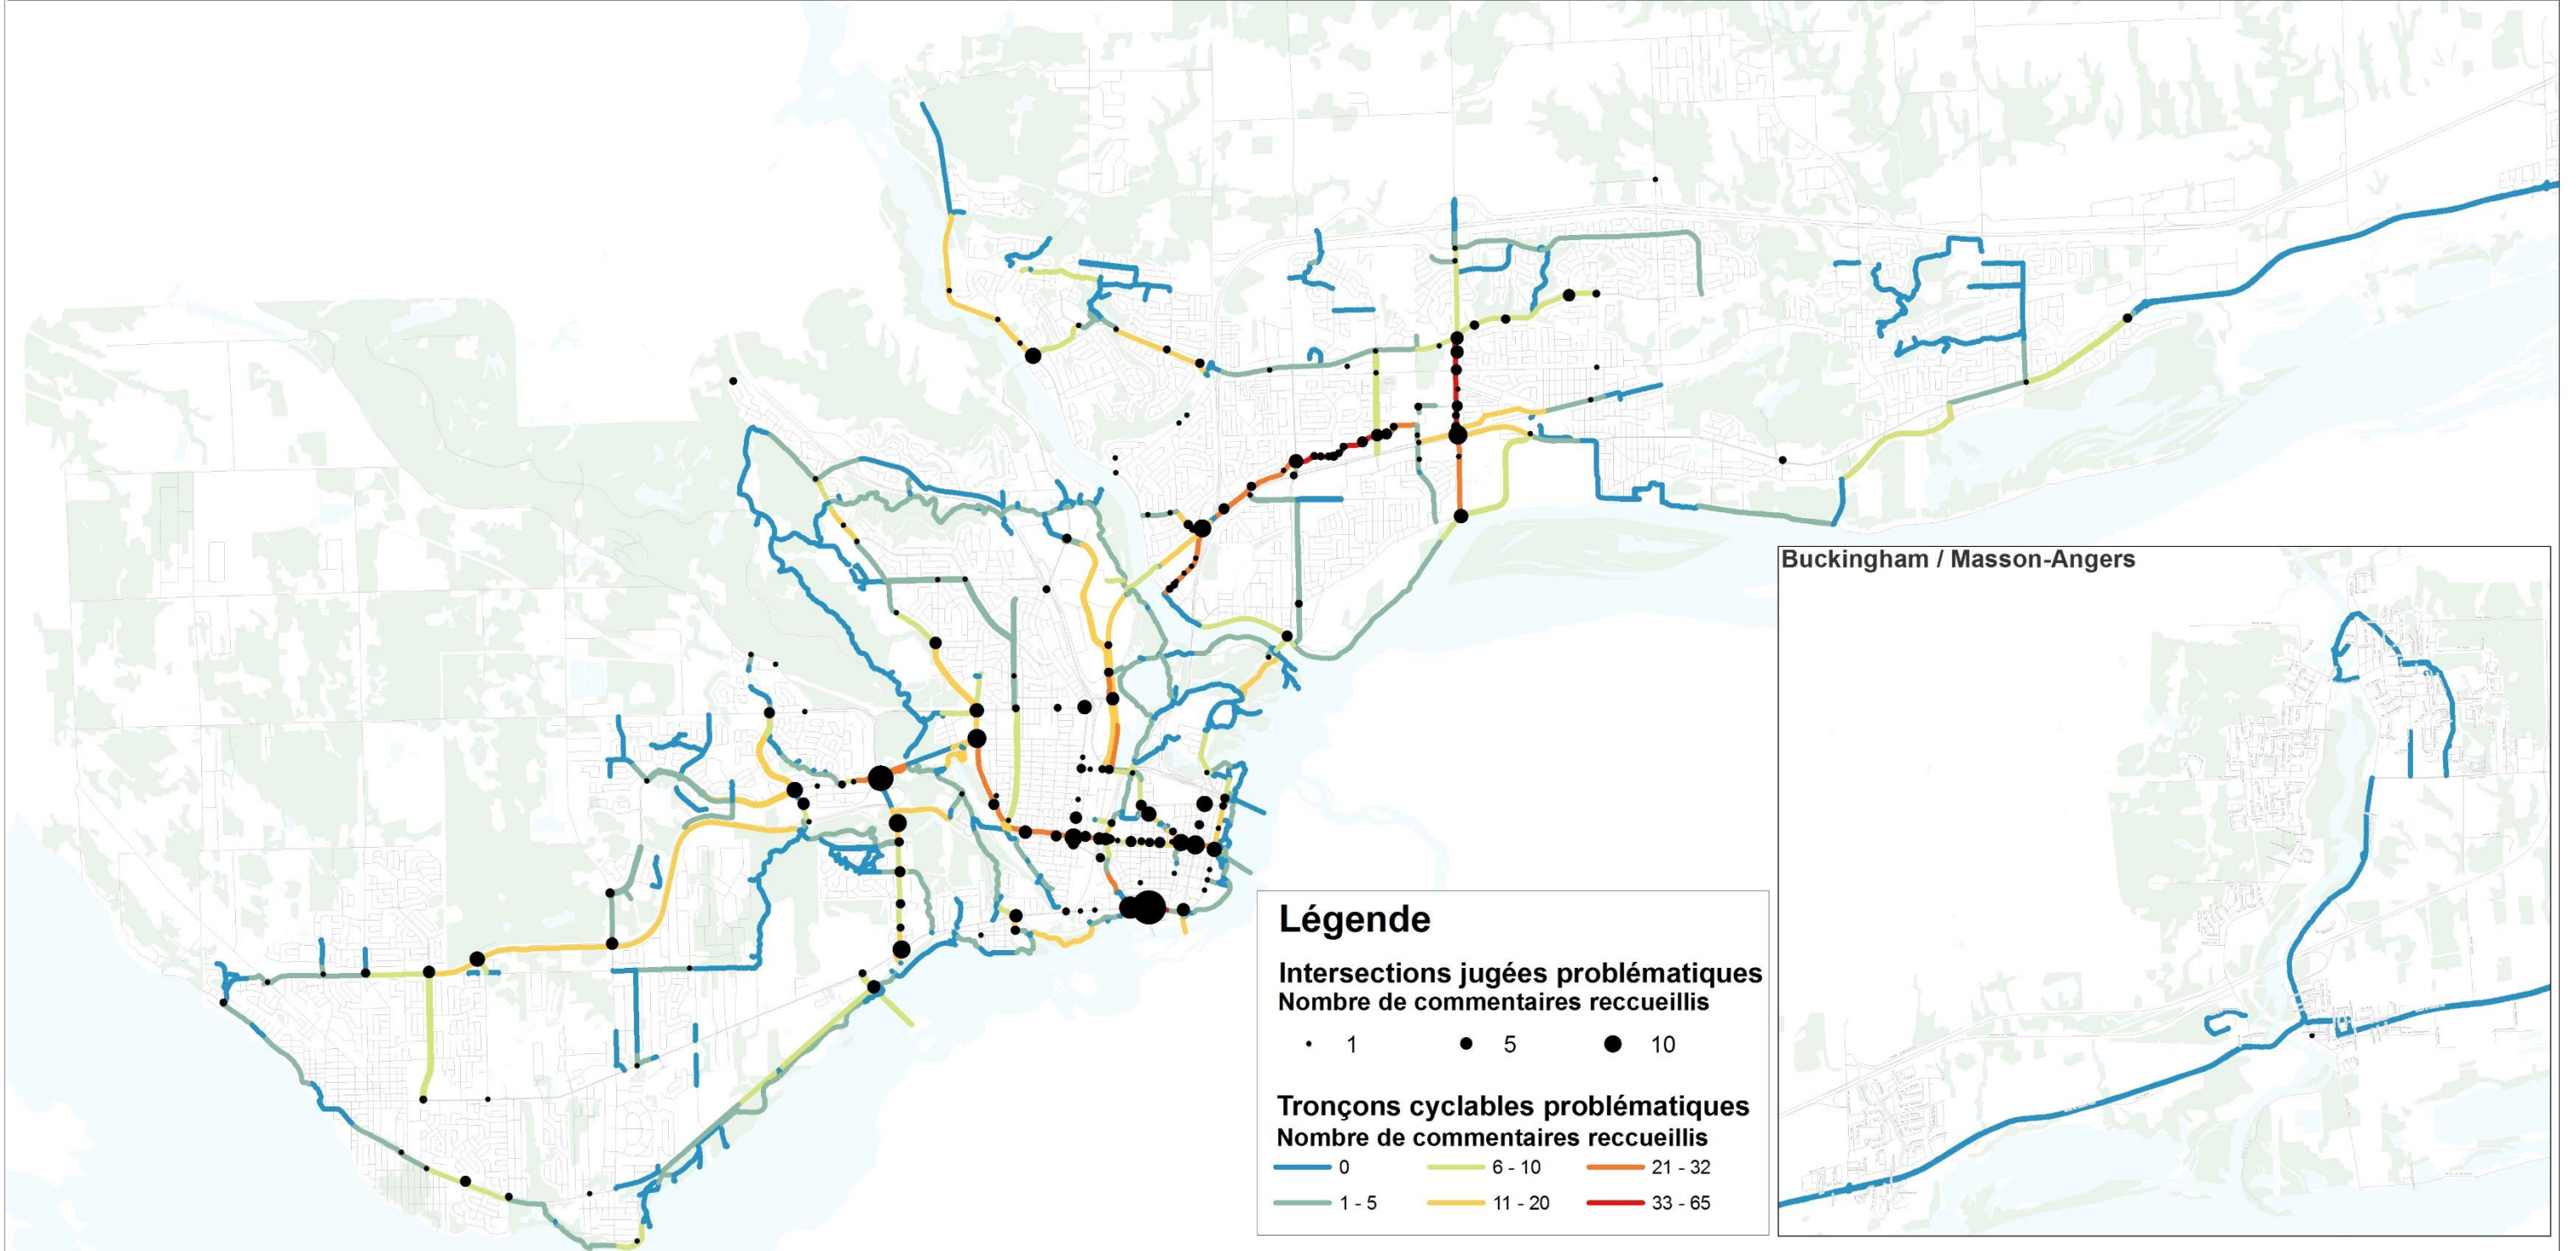 Buckingham / Masson-Angers
Légende
Intersections jugées problématiques
Nombre de commentaires reccueillis
1 5 10
Tronçons cyclables problématiques
Nombre de commentaires reccueillis
0 6 - 10 21 - 32
1 - 5 11 - 20 33 - 65